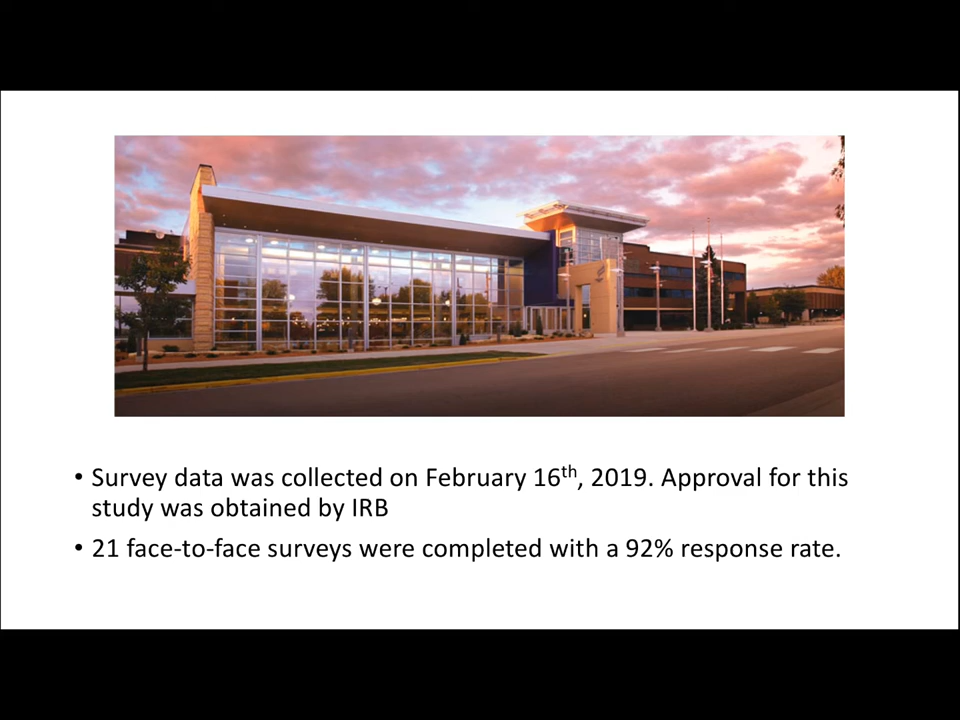 • Survey data was collected on February 16th, 2019. Approval for this
study was obtained by IRB
• 21 face-to-face surveys were completed with a 92% response rate.